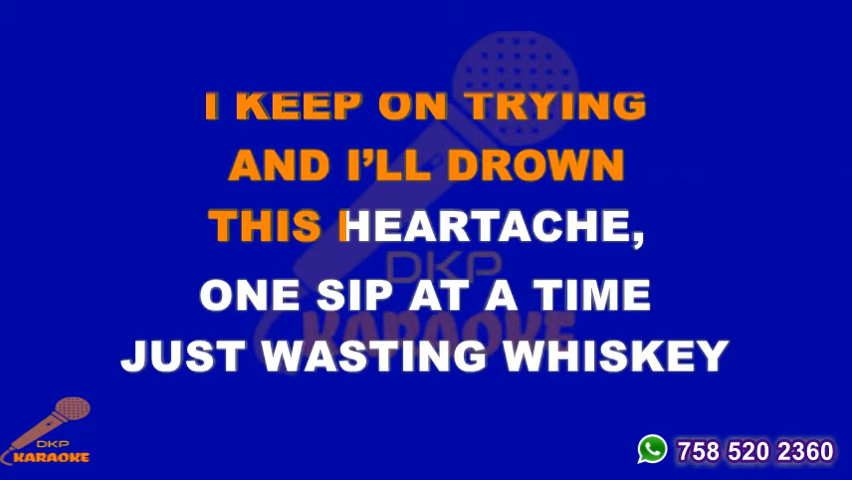 I KEEP ON TRYING
AND I’LL DROWN
THIS HEARTACHE,
ONE SIP AT A TIME
JUST WASTING WHISKEY
DKP
KARAOKE
DKP
KARAOKE
758 520 2360